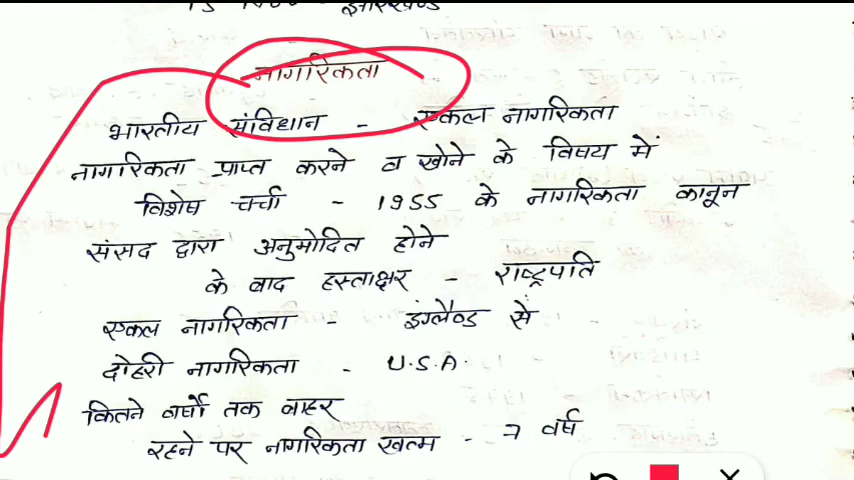 झारखण्ड
नागरिकता
भारतीय संविधान - एकल नागरिकता
नागरिकता प्राप्त करने व खोने के विषय में
विशेष चर्चा - 1955 के नागरिकता कानून
संसद द्वारा अनुमोदित होने
के बाद हस्ताक्षर - राष्ट्रपति
एकल नागरिकता - इंग्लैण्ड से
दोहरी नागरिकता - U.S.A.
कितने वर्षों तक बाहर
रहने पर नागरिकता खत्म - 7 वर्ष